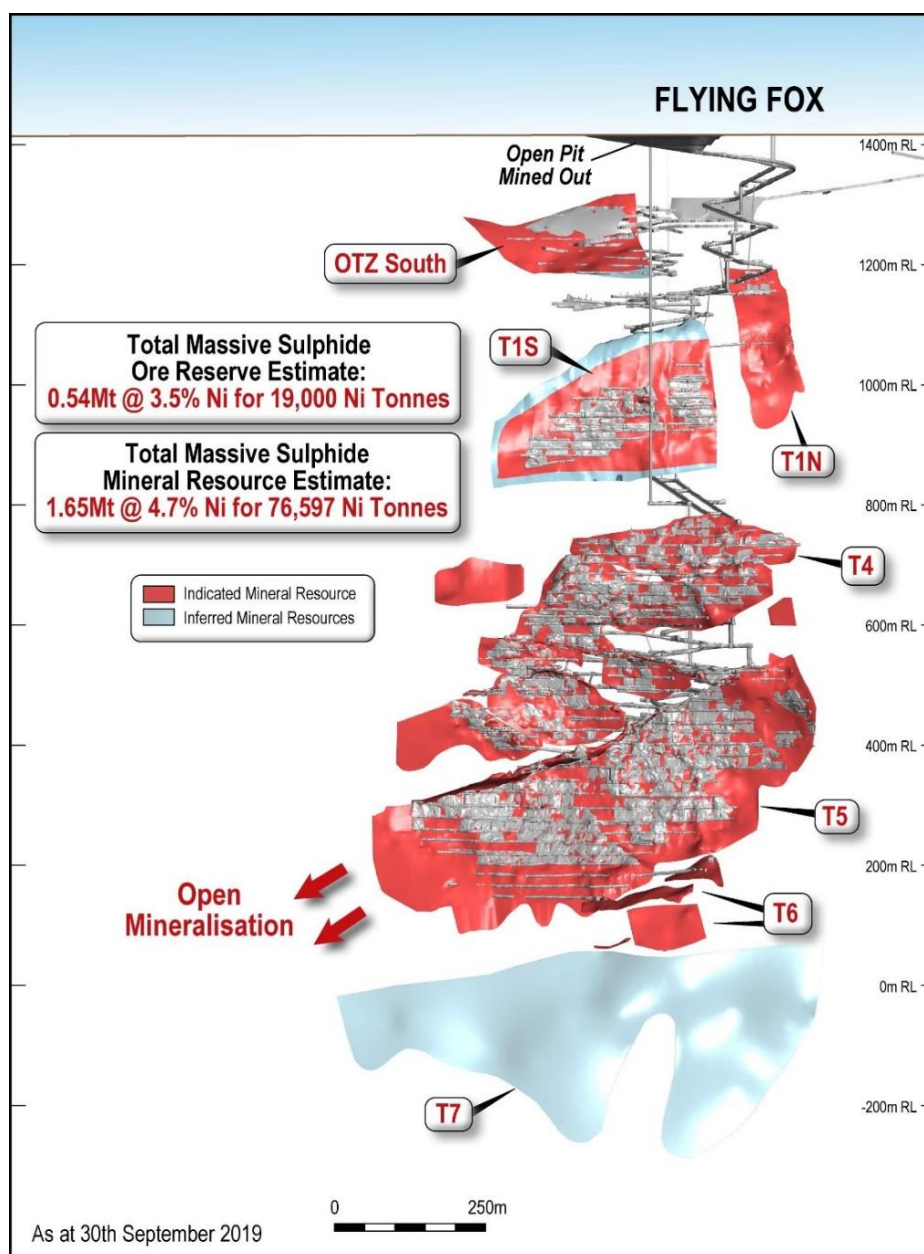 FLYING FOX
Open Pit
Mined Out
1400m RL
OTZ South
1200m RL
Total Massive Sulphide
Ore Reserve Estimate:
0.54Mt @ 3.5% Ni for 19,000 Ni Tonnes
T1S
1000m RL
T1N
Total Massive Sulphide
Mineral Resource Estimate:
1.65Mt @ 4.7% Ni for 76,597 Ni Tonnes
800m RL
T4
Indicated Mineral Resource
Inferred Mineral Resources
600m RL
400m RL
T5
200m RL
Open
Mineralisation
T6
0m RL
T7
-200m RL
0 250m
As at 30th September 2019